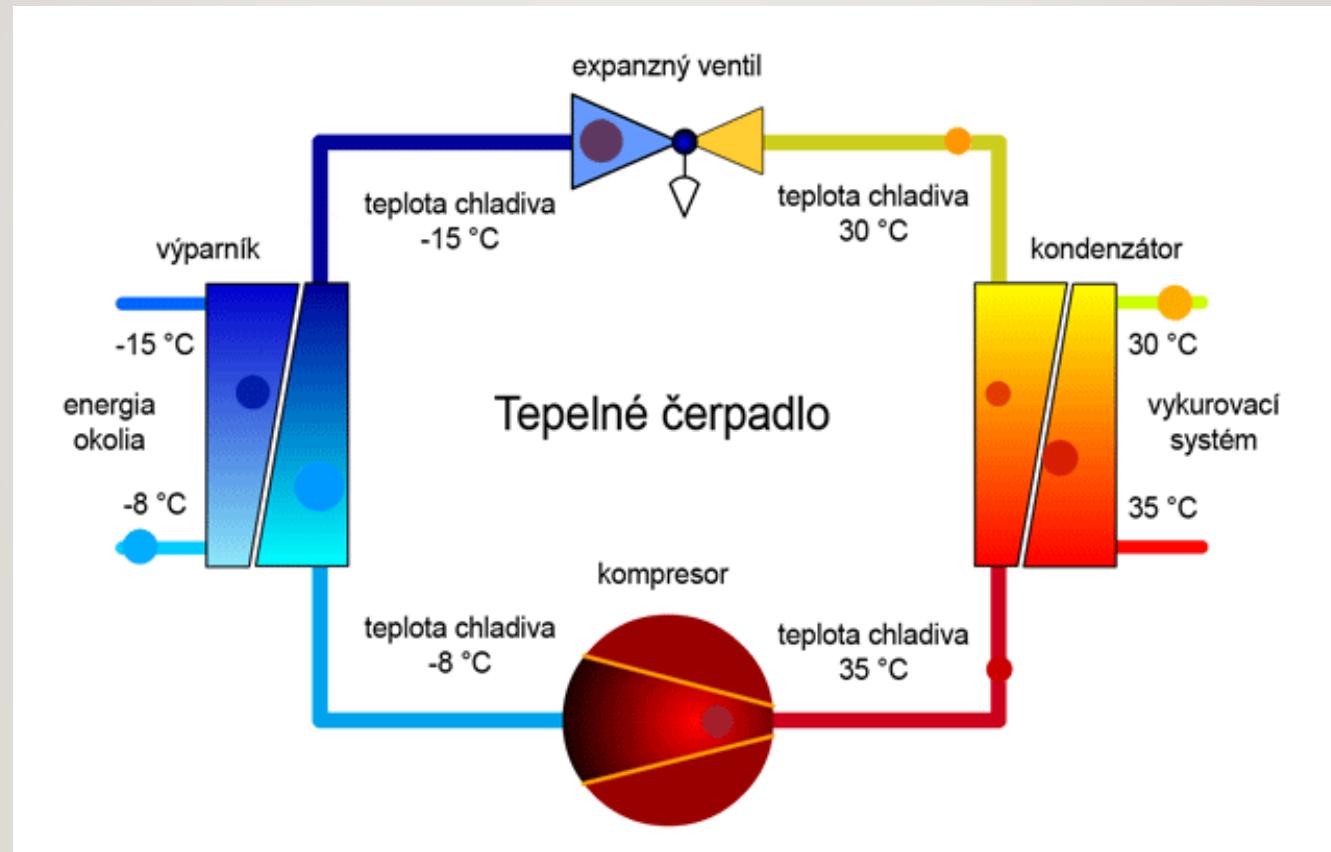 expanzný ventil
teplota chladiva
-15 °C
teplota chladiva
30 °C
výparník
kondenzátor
-15 °C
30 °C
energia
okolia
Tepelné čerpadlo
vykurovací
systém
-8 °C
35 °C
kompresor
teplota chladiva
-8 °C
teplota chladiva
35 °C